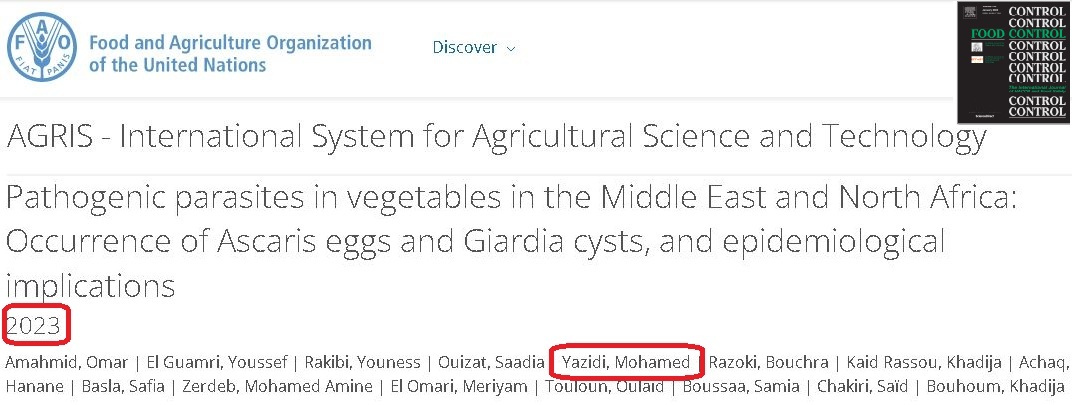 FAO
FIAT PANIS
Food and Agriculture Organization
of the United Nations
Discover
CONTROL
CONTROL
FOOD CONTROL
CONTROL
CONTROL
CONTROL
CONTROL
CONTROL
CONTROL
AGRIS - International System for Agricultural Science and Technology
Pathogenic parasites in vegetables in the Middle East and North Africa:
Occurrence of Ascaris eggs and Giardia cysts, and epidemiological
implications
2023
Amahmid, Omar | El Guamri, Youssef | Rakibi, Youness | Ouizat, Saadia | Yazidi, Mohamed | Razoki, Bouchra | Kaid Rassou, Khadija | Achaq,
Hanane | Basla, Safia | Zerdeb, Mohamed Amine | El Omari, Meriyam | Touloun, Oulaid | Boussaa, Samia | Chakiri, Saïd | Bouhoum, Khadija